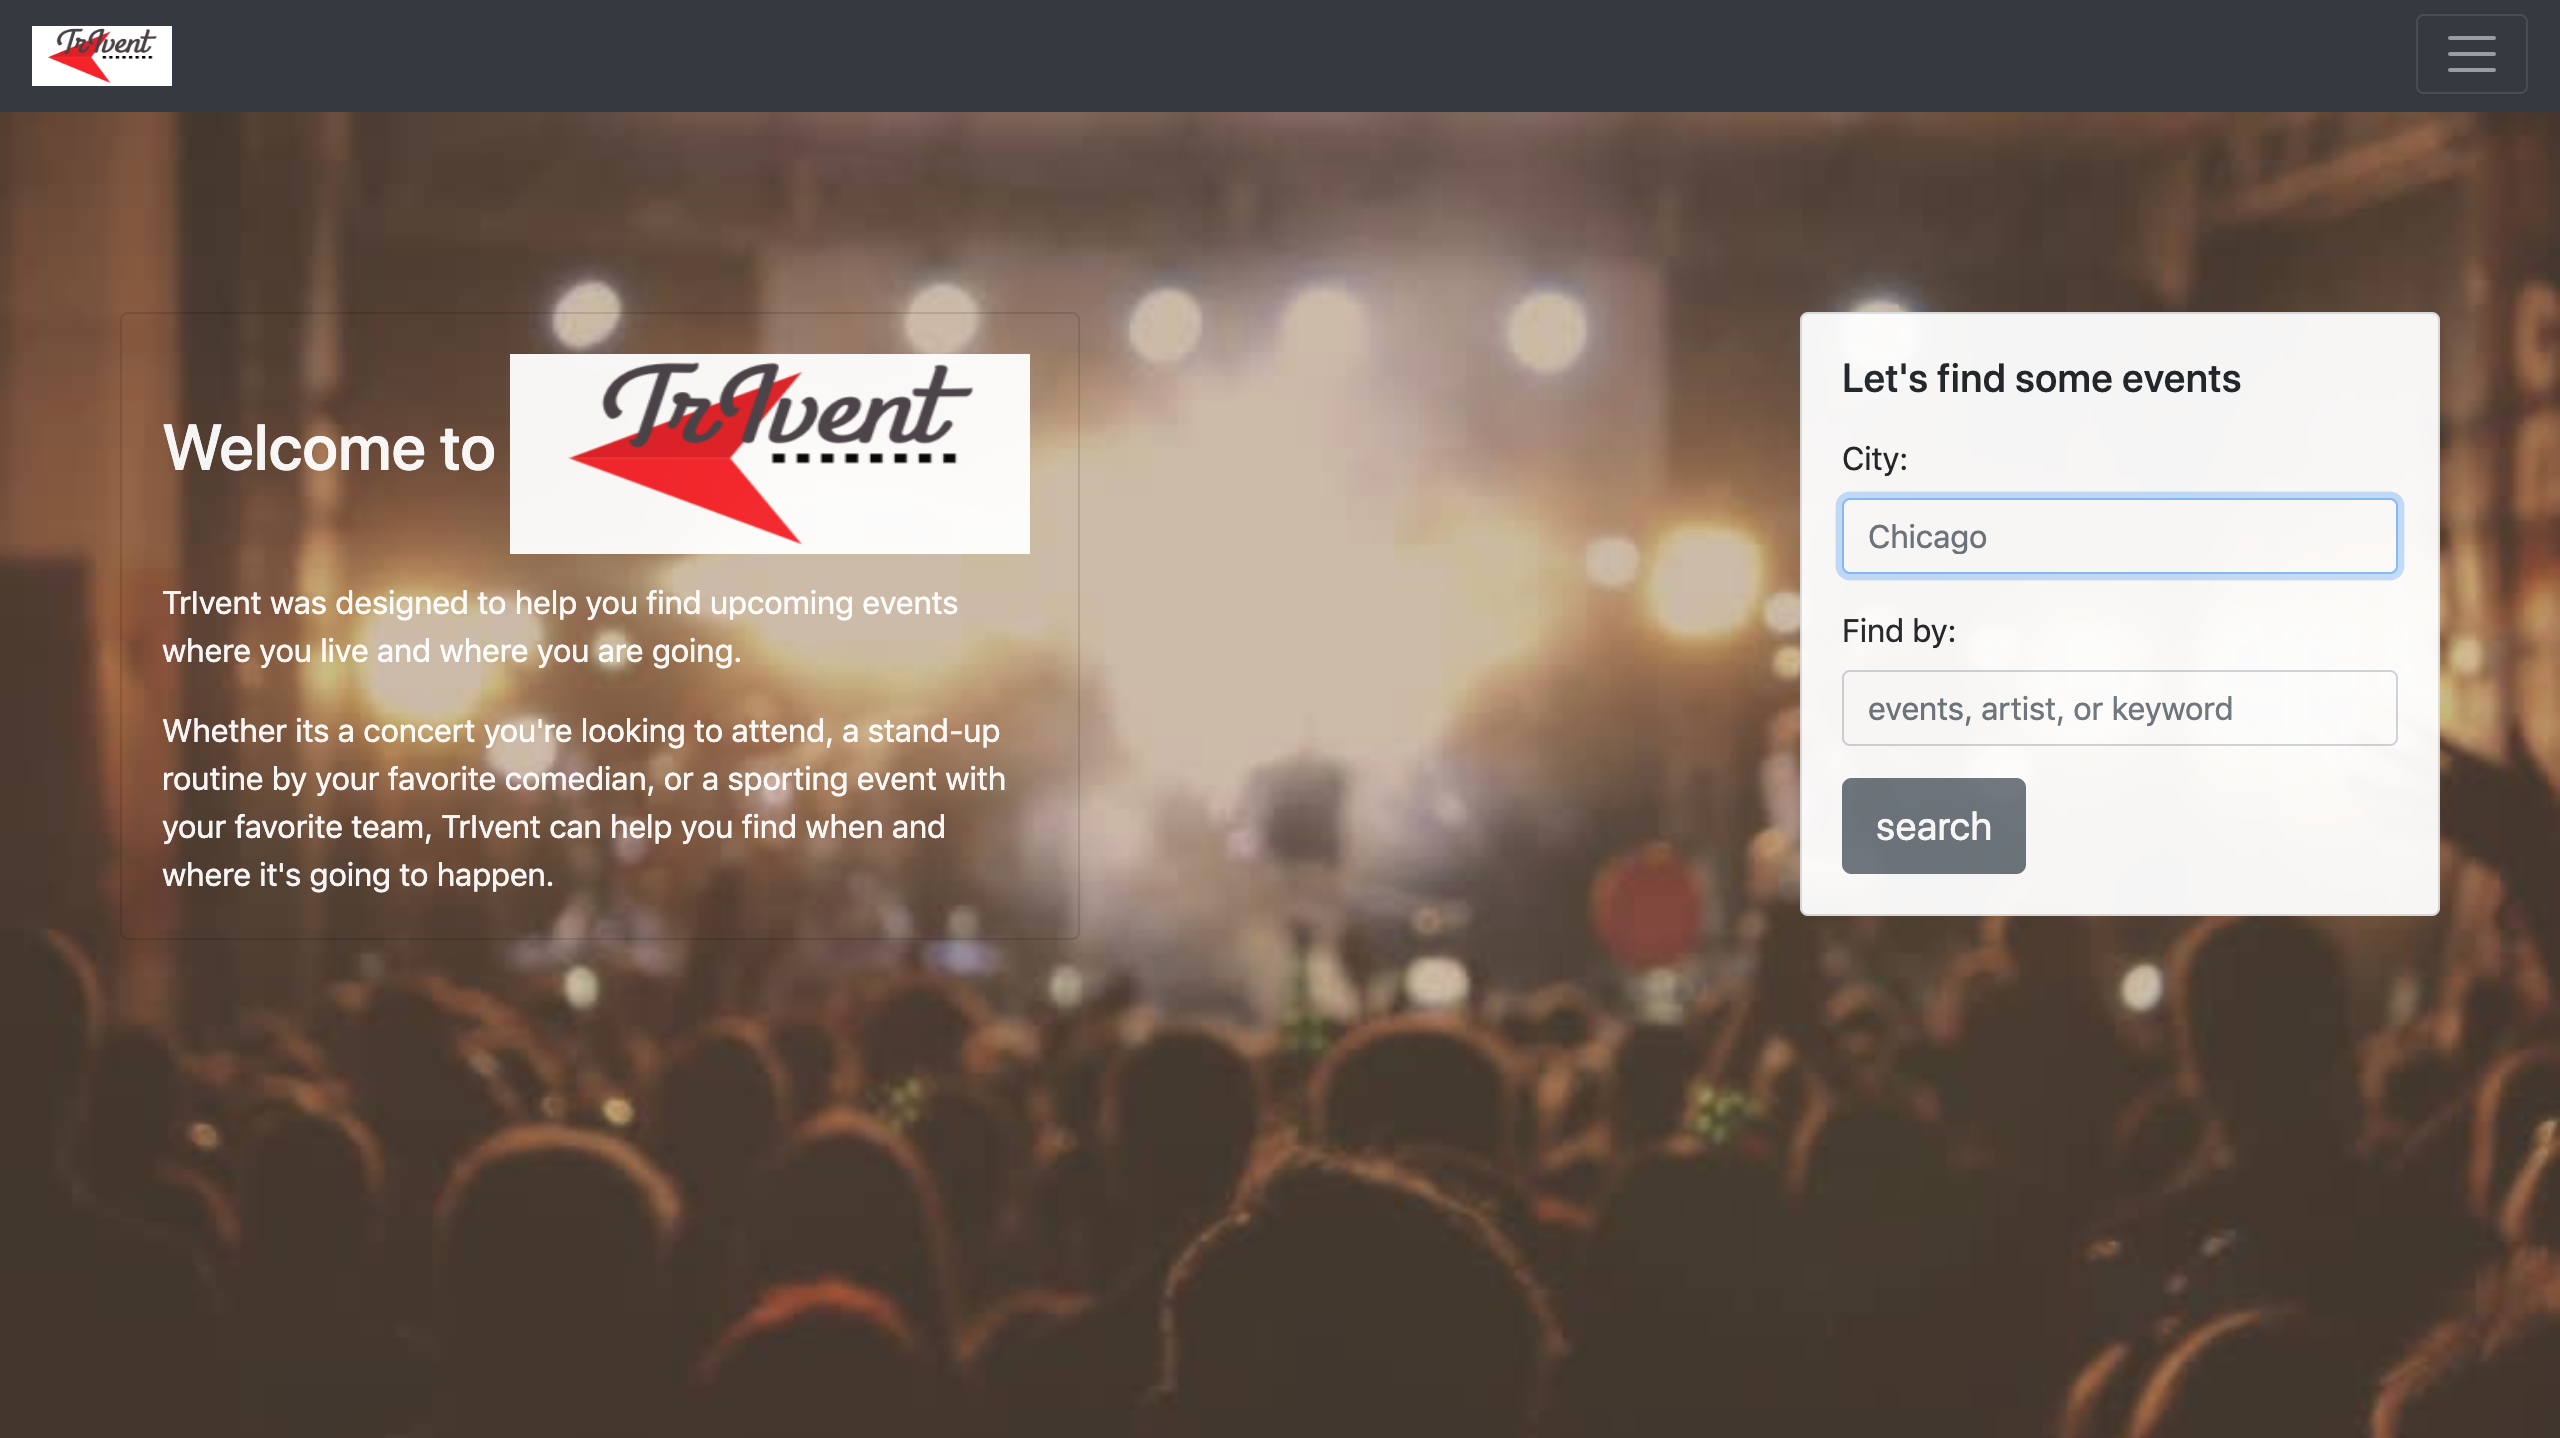 TrIvent
Welcome to TrIvent
TrIvent was designed to help you find upcoming events
where you live and where you are going.
Whether its a concert you're looking to attend, a stand-up
routine by your favorite comedian, or a sporting event with
your favorite team, TrIvent can help you find when and
where it's going to happen.
Let's find some events
City:
Chicago
Find by:
events, artist, or keyword
search